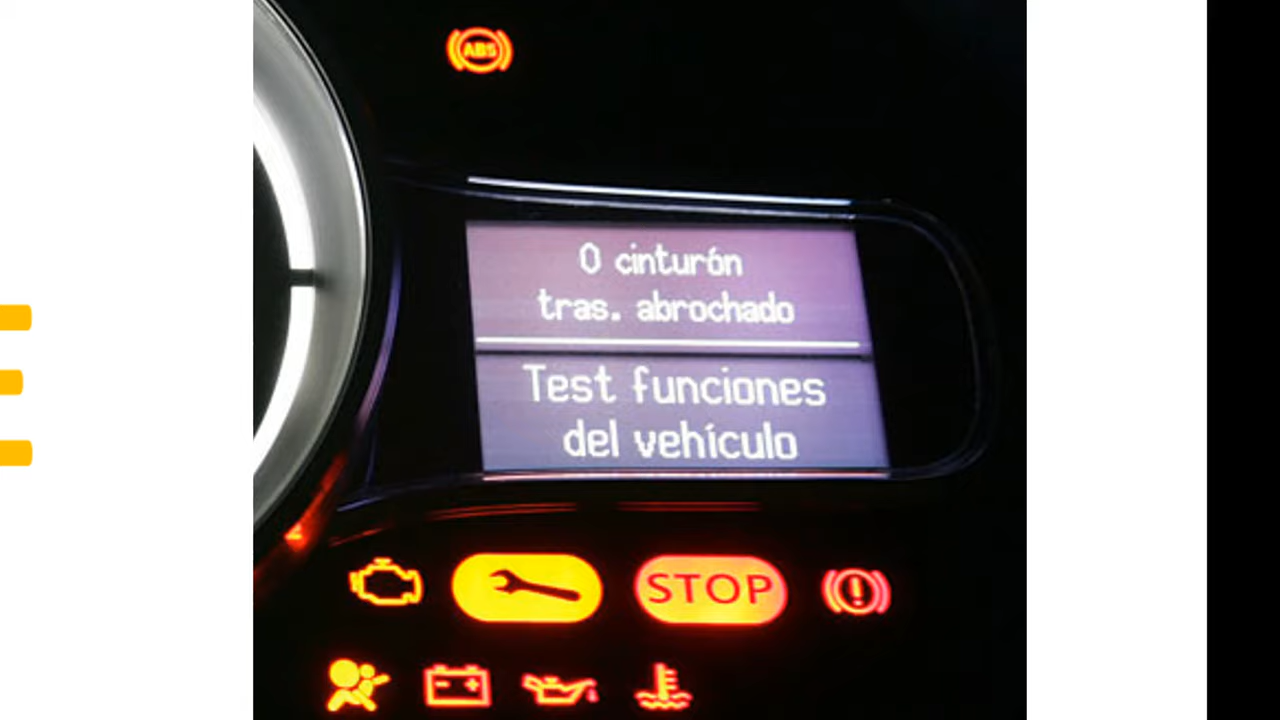 ABS
0 cinturón
tras. abrochado
Test funciones
del vehículo
STOP